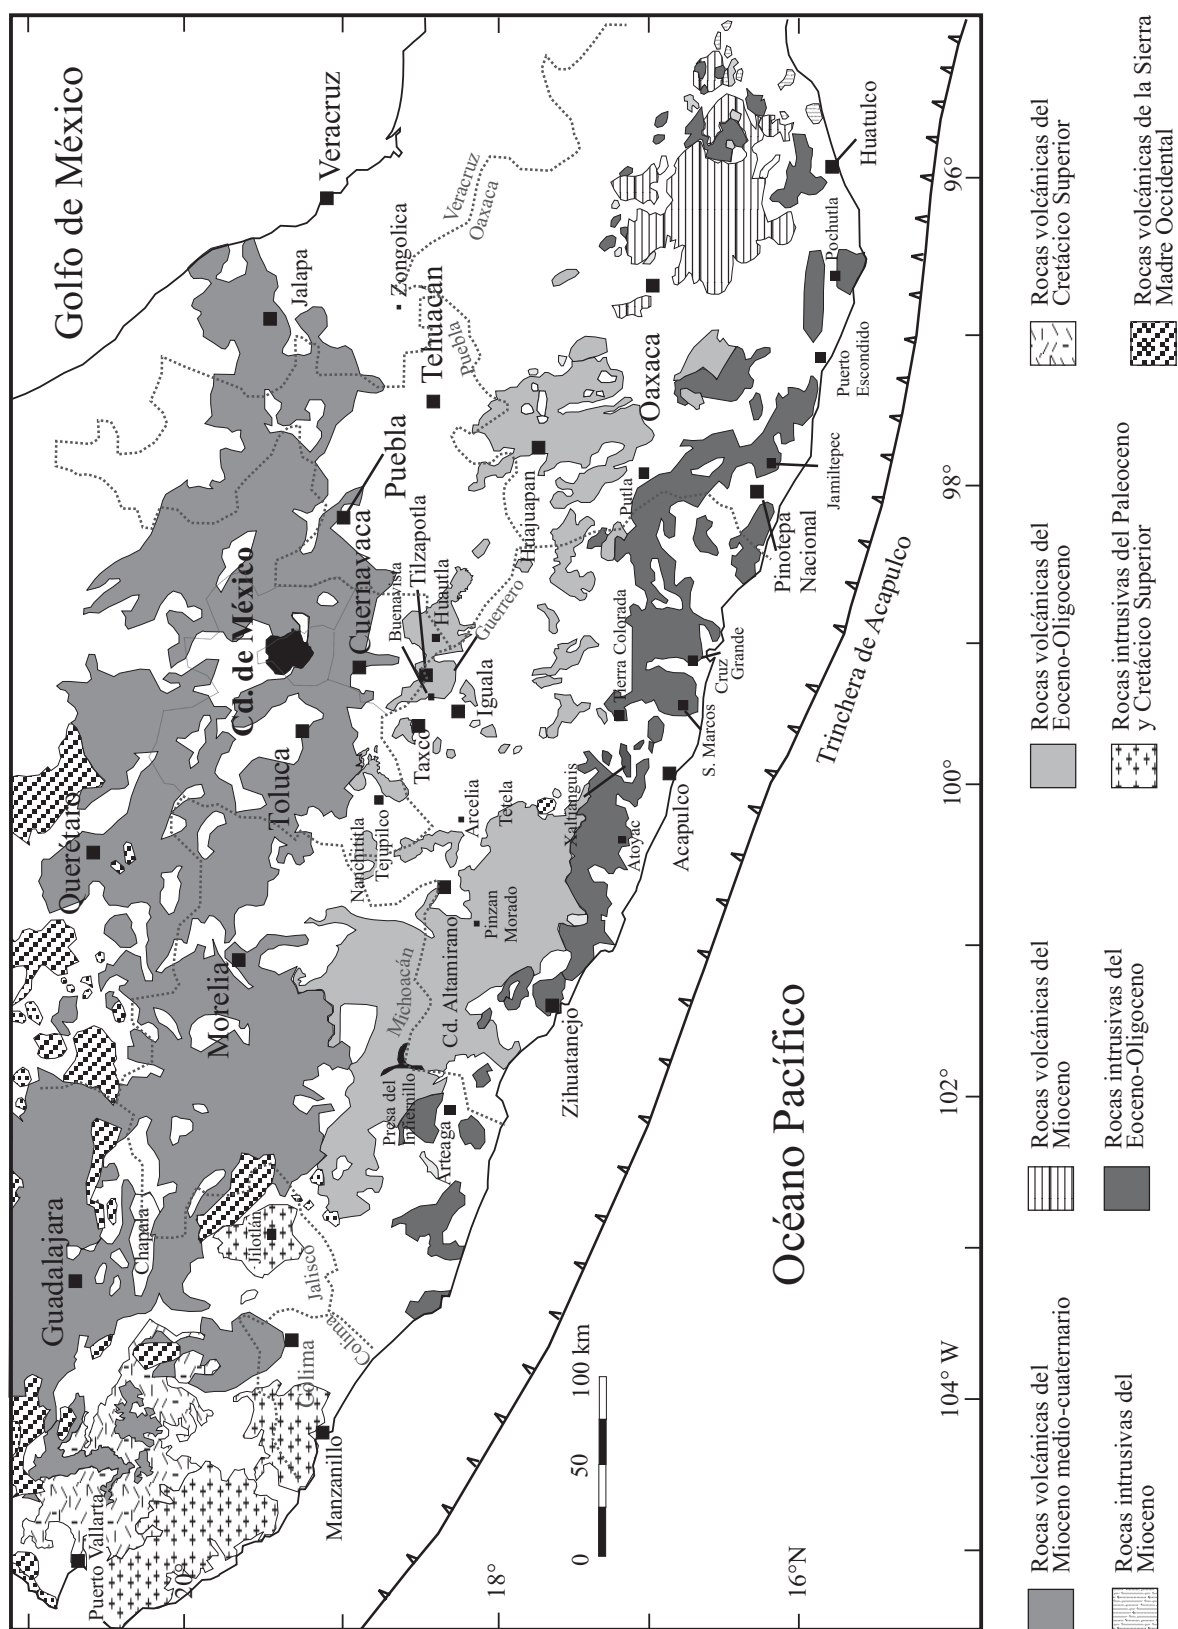 Golfo de México
Veracruz
Jalapa
Zongolica
Veracruz
Oaxaca
Tehuacán
Puebla
Puebla
Oaxaca
Huatulco
Pochutla
Puerto
Escondido
Jamiltepec
Pinotepa
Nacional
Putla
Huajuapan
Guerrero
Cd. de México
Cuernavaca
Buenavista
Tilzapotla
Huautla
Iguala
Taxco
Toluca
Querétaro
Nanchititla
Tejupilco
Arcelia
Tetela
Xaltianguis
Tierra Colorada
Cruz
Grande
S. Marcos
Acapulco
Atoyac
Pinzan
Morado
Cd. Altamirano
Michoacán
Morelia
Zihuatanejo
Presa del
Infiernillo
Arteaga
Guadalajara
Chapala
Jilotlán
Jalisco
Colima
Colima
Manzanillo
Puerto Vallarta
Trinchera de Acapulco
Océano Pacífico
0
50
100 km
20°
18°
16°N
104° W
102°
100°
98°
96°
Rocas volcánicas del
Mioceno medio-cuaternario
Rocas volcánicas del
Mioceno
Rocas volcánicas del
Eoceno-Oligoceno
Rocas volcánicas del
Cretácico Superior
Rocas intrusivas del
Mioceno
Rocas intrusivas del
Eoceno-Oligoceno
Rocas intrusivas del Paleoceno
y Cretácico Superior
Rocas volcánicas de la Sierra
Madre Occidental